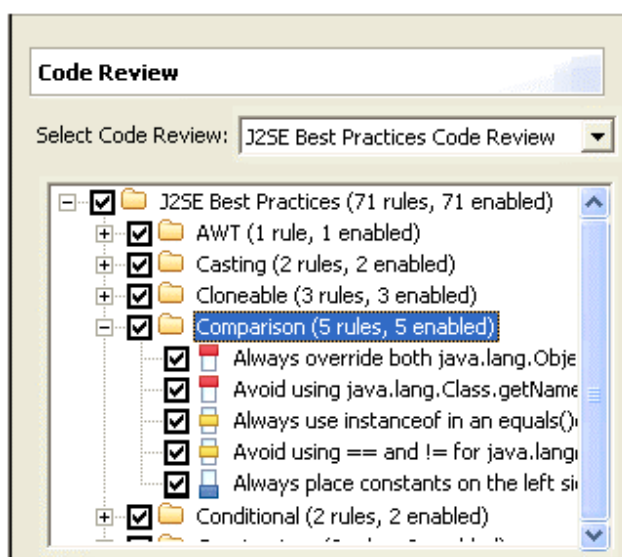 Code Review
Select Code Review: J2SE Best Practices Code Review
J2SE Best Practices (71 rules, 71 enabled)
AWT (1 rule, 1 enabled)
Casting (2 rules, 2 enabled)
Cloneable (3 rules, 3 enabled)
Comparison (5 rules, 5 enabled)
Always override both java.lang.Obje
Avoid using java.lang.Class.getName
Always use instanceof in an equals()
Avoid using == and != for java.lang
Always place constants on the left si
Conditional (2 rules, 2 enabled)